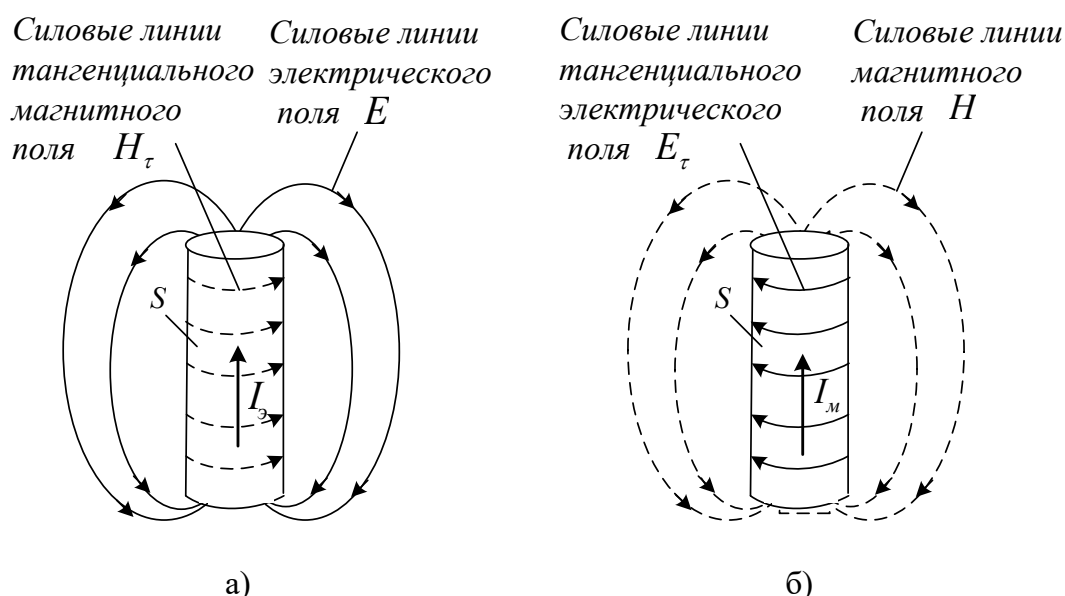 Силовые линии
тангенциального
магнитного
поля H_τ
Силовые линии
электрического
поля E
S
I_э
а)
Силовые линии
тангенциального
электрического
поля E_τ
Силовые линии
магнитного
поля H
S
I_м
б)